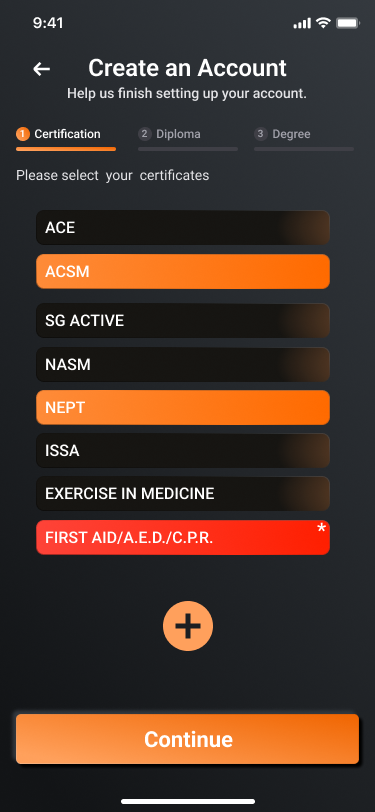 9:41
Create an Account
Help us finish setting up your account.
1 Certification 2 Diploma 3 Degree
Please select your certificates
ACE
ACSM
SG ACTIVE
NASM
NEPT
ISSA
EXERCISE IN MEDICINE
FIRST AID/A.E.D./C.P.R. *
Continue